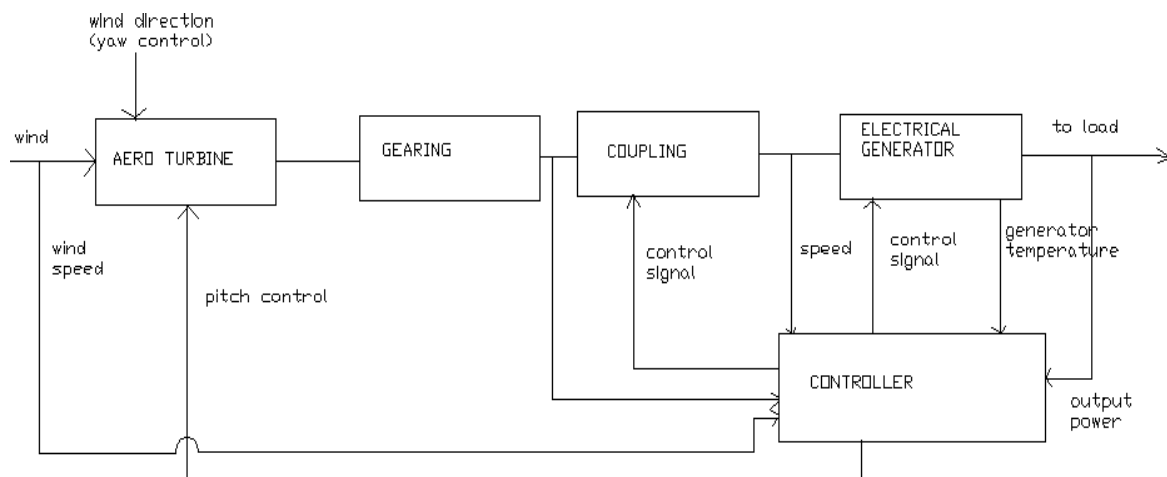 wind direction
(yaw control)
wind
AERO TURBINE
GEARING
COUPLING
ELECTRICAL
GENERATOR
to load
wind
speed
pitch control
control
signal
speed
control
signal
generator
temperature
CONTROLLER
output
power